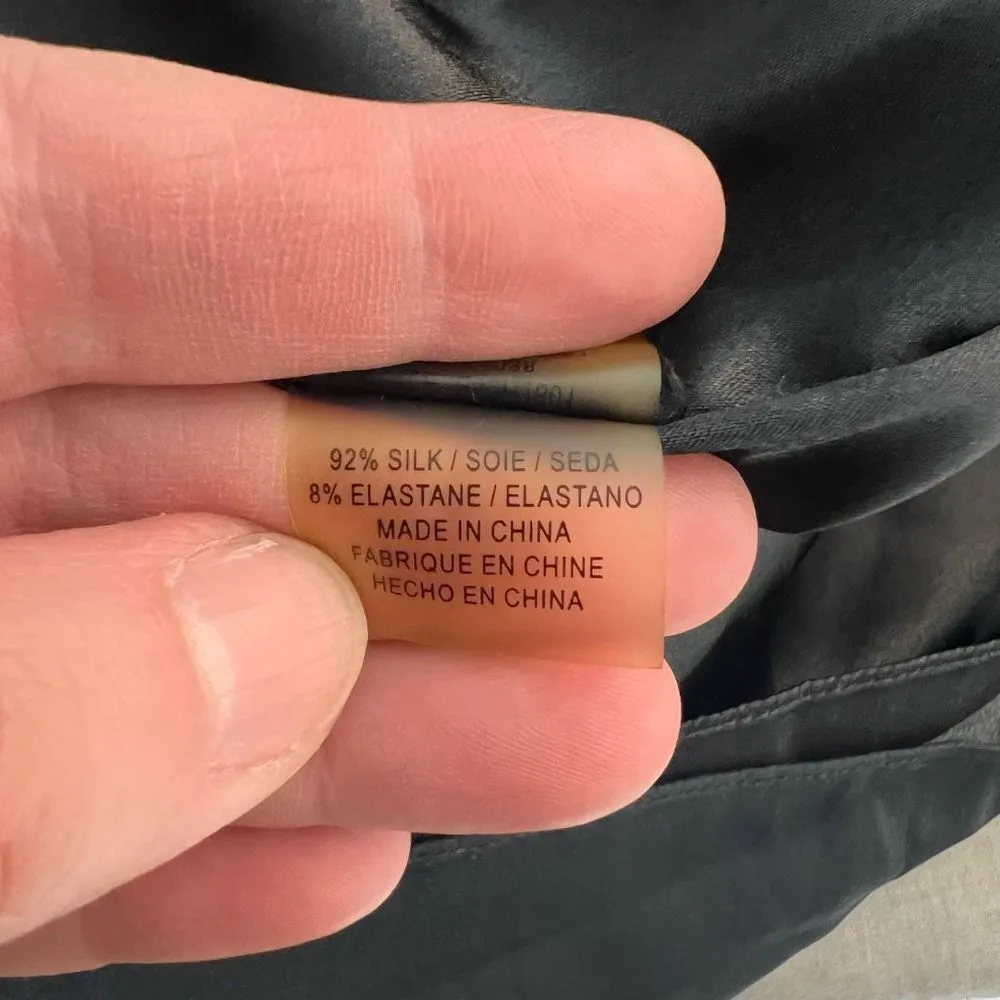 92% SILK / SOIE / SEDA
8% ELASTANE / ELASTANO
MADE IN CHINA
FABRIQUE EN CHINE
HECHO EN CHINA